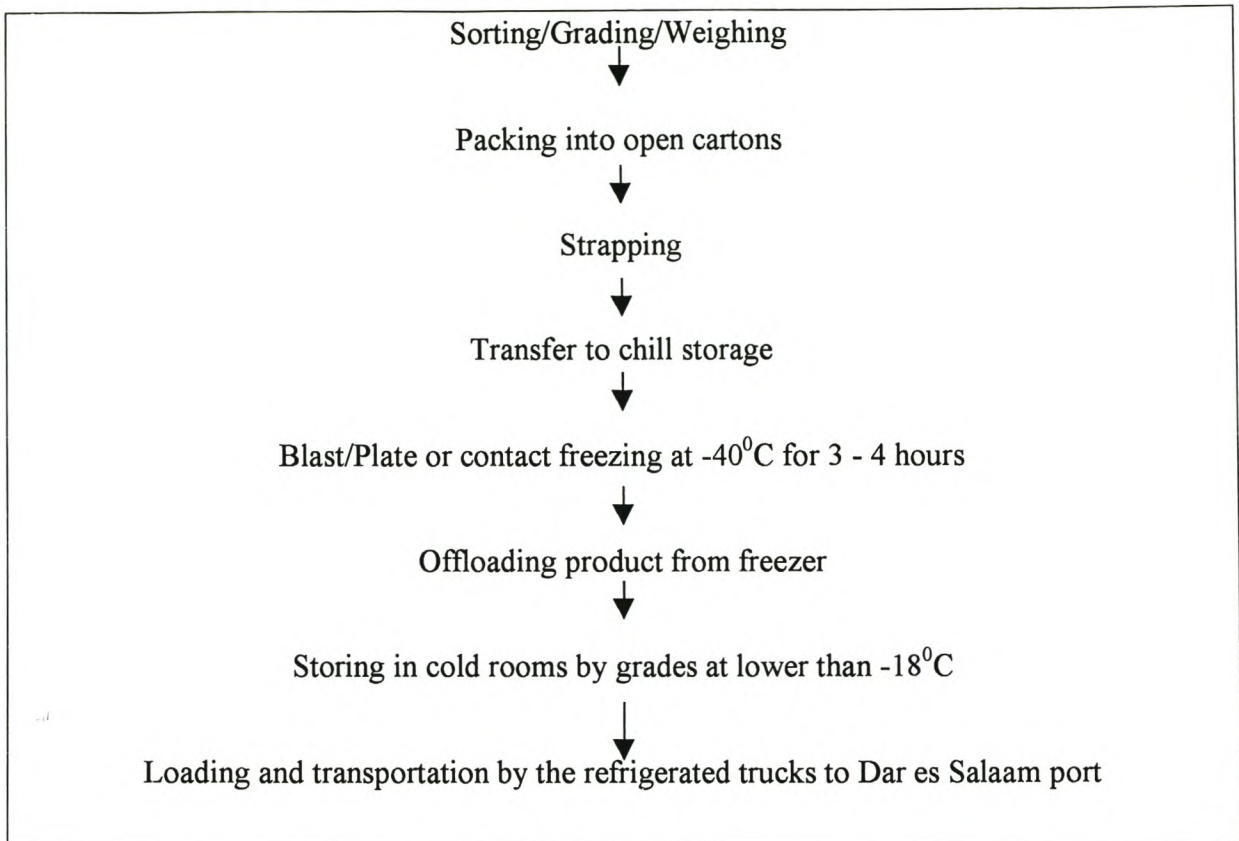 Sorting/Grading/Weighing
Packing into open cartons
Strapping
Transfer to chill storage
Blast/Plate or contact freezing at -40⁰C for 3 - 4 hours
Offloading product from freezer
Storing in cold rooms by grades at lower than -18⁰C
Loading and transportation by the refrigerated trucks to Dar es Salaam port